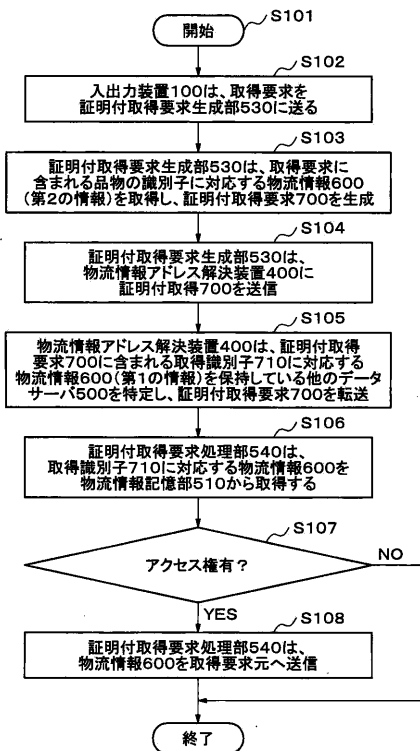 S101
開始
S102
入出力装置100は、取得要求を
証明付取得要求生成部530に送る
S103
証明付取得要求生成部530は、取得要求に
含まれる品物の識別子に対応する物流情報600
(第2の情報)を取得し、証明付取得要求700を生成
S104
証明付取得要求生成部530は、
物流情報アドレス解決装置400に
証明付取得700を送信
S105
物流情報アドレス解決装置400は、証明付取得
要求700に含まれる取得識別子710に対応する
物流情報600(第1の情報)を保持している他のデータ
サーバ500を特定し、証明付取得要求700を転送
S106
証明付取得要求処理部540は、
取得識別子710に対応する物流情報600を
物流情報記憶部510から取得する
S107
アクセス権有?
NO
YES
S108
証明付取得要求処理部540は、
物流情報600を取得要求元へ送信
終了